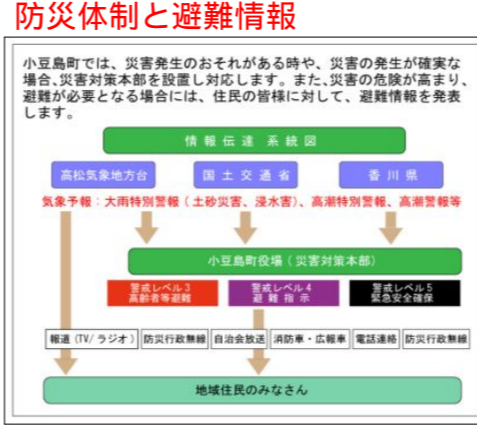 防災体制と避難情報
小豆島町では、災害発生のおそれがある時や、災害の発生が確実な
場合、災害対策本部を設置し対応します。また、災害の危険が高まり、
避難が必要となる場合には、住民の皆様に対して、避難情報を発表
します。
情報伝達 系統図
高松気象地方台 国土交通省 香川県
気象予報：大雨特別警報（土砂災害、浸水害）、高潮特別警報、高潮警報等
小豆島町役場（災害対策本部）
警戒レベル3 警戒レベル4 警戒レベル5
高齢者等避難 避難指示 緊急安全確保
報道（TV/ラジオ） 防災行政無線 自治会放送 消防車・広報車 電話連絡 防災行政無線
地域住民のみなさん